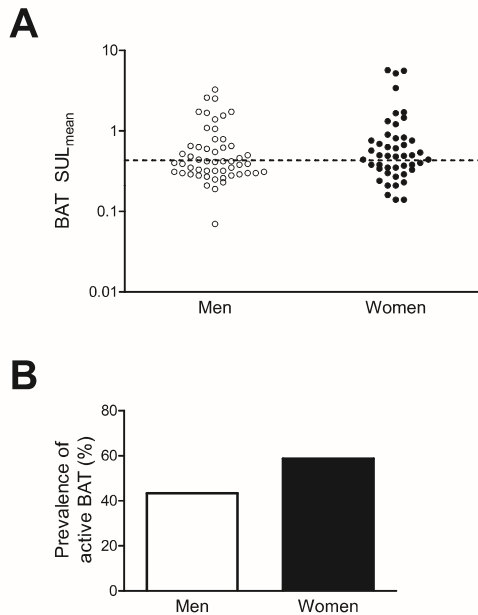 A
BAT SULmean
10
1
0.1
0.01
Men Women
B
Prevalence of
active BAT (%)
80
60
40
20
0
Men Women